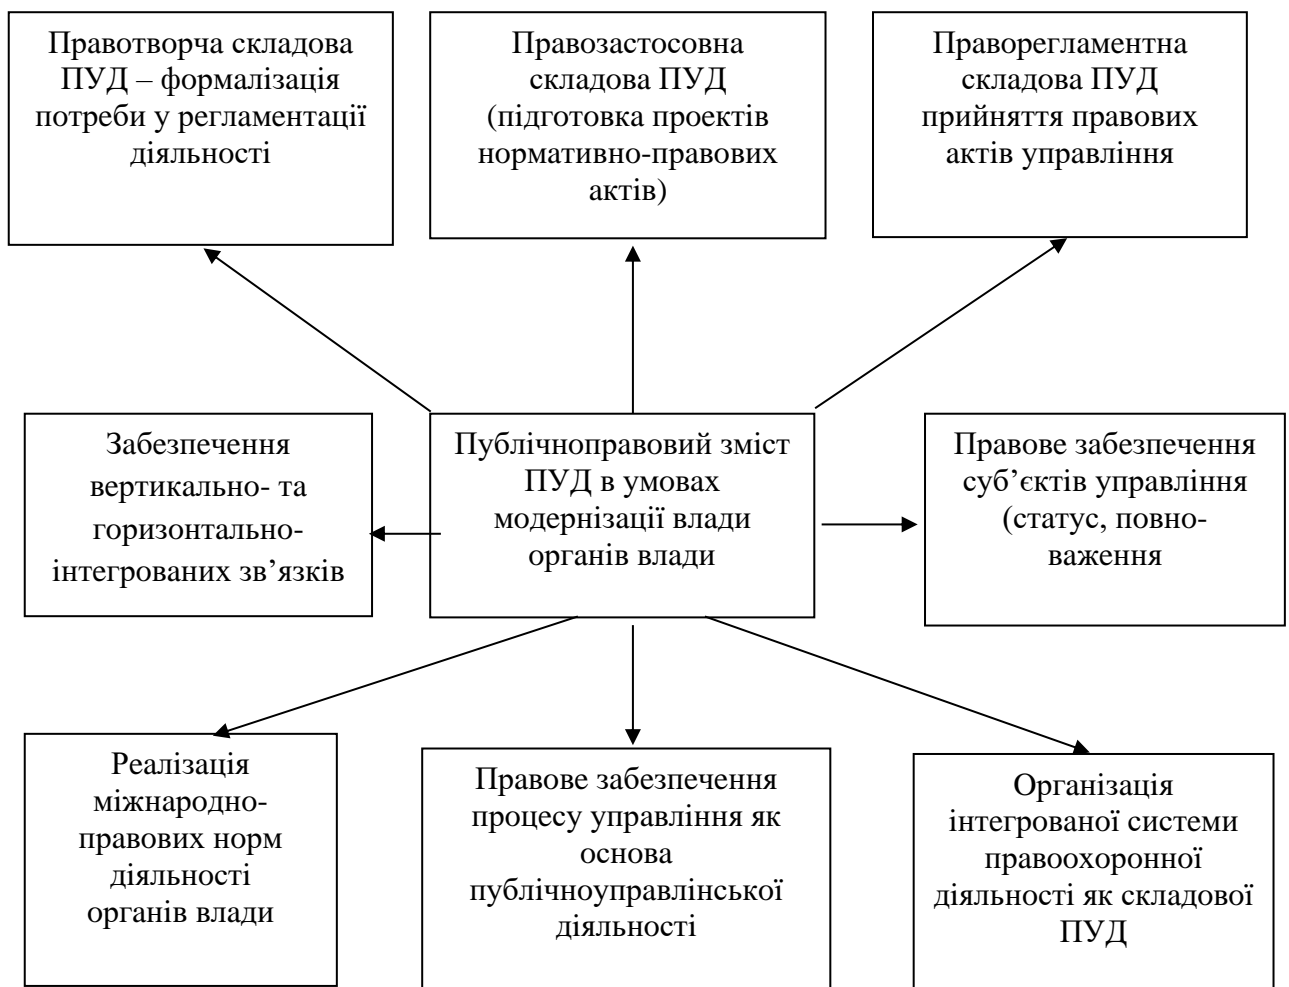 Правотворча складова
ПУД – формалізація
потреби у регламентації
діяльності
Правозастосовна
складова ПУД
(підготовка проектів
нормативно-правових
актів)
Праворегламентна
складова ПУД
прийняття правових
актів управління
Забезпечення
вертикально- та
горизонтально-
інтегрованих зв’язків
Публічноправовий зміст
ПУД в умовах
модернізації влади
органів влади
Правове забезпечення
суб’єктів управління
(статус, повно-
важення
Реалізація
міжнародно-
правових норм
діяльності
органів влади
Правове забезпечення
процесу управління як
основа
публічноуправлінської
діяльності
Організація
інтегрованої системи
правоохоронної
діяльності як складової
ПУД